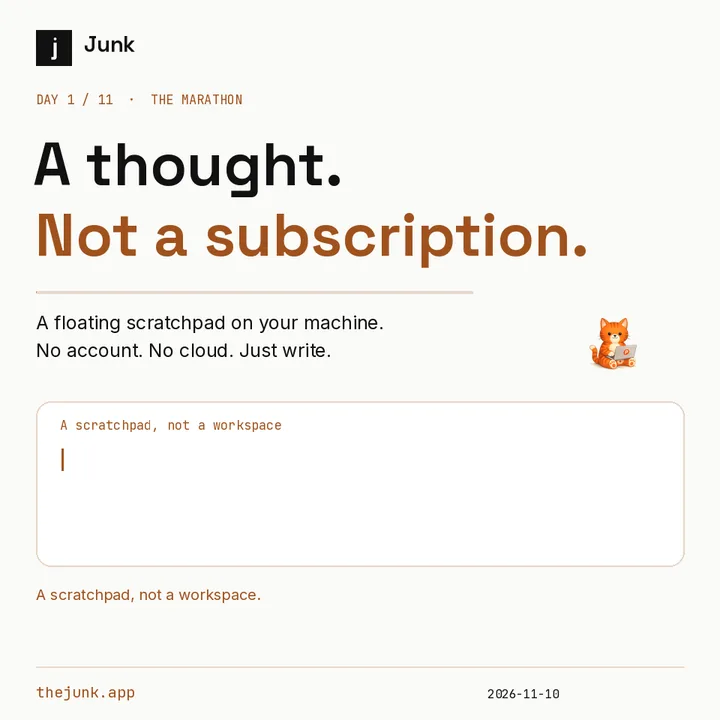 j Junk
DAY 1 / 11 · THE MARATHON
A thought.
Not a subscription.
A floating scratchpad on your machine.
No account. No cloud. Just write.
A scratchpad, not a workspace
A scratchpad, not a workspace.
thejunk.app 2026-11-10